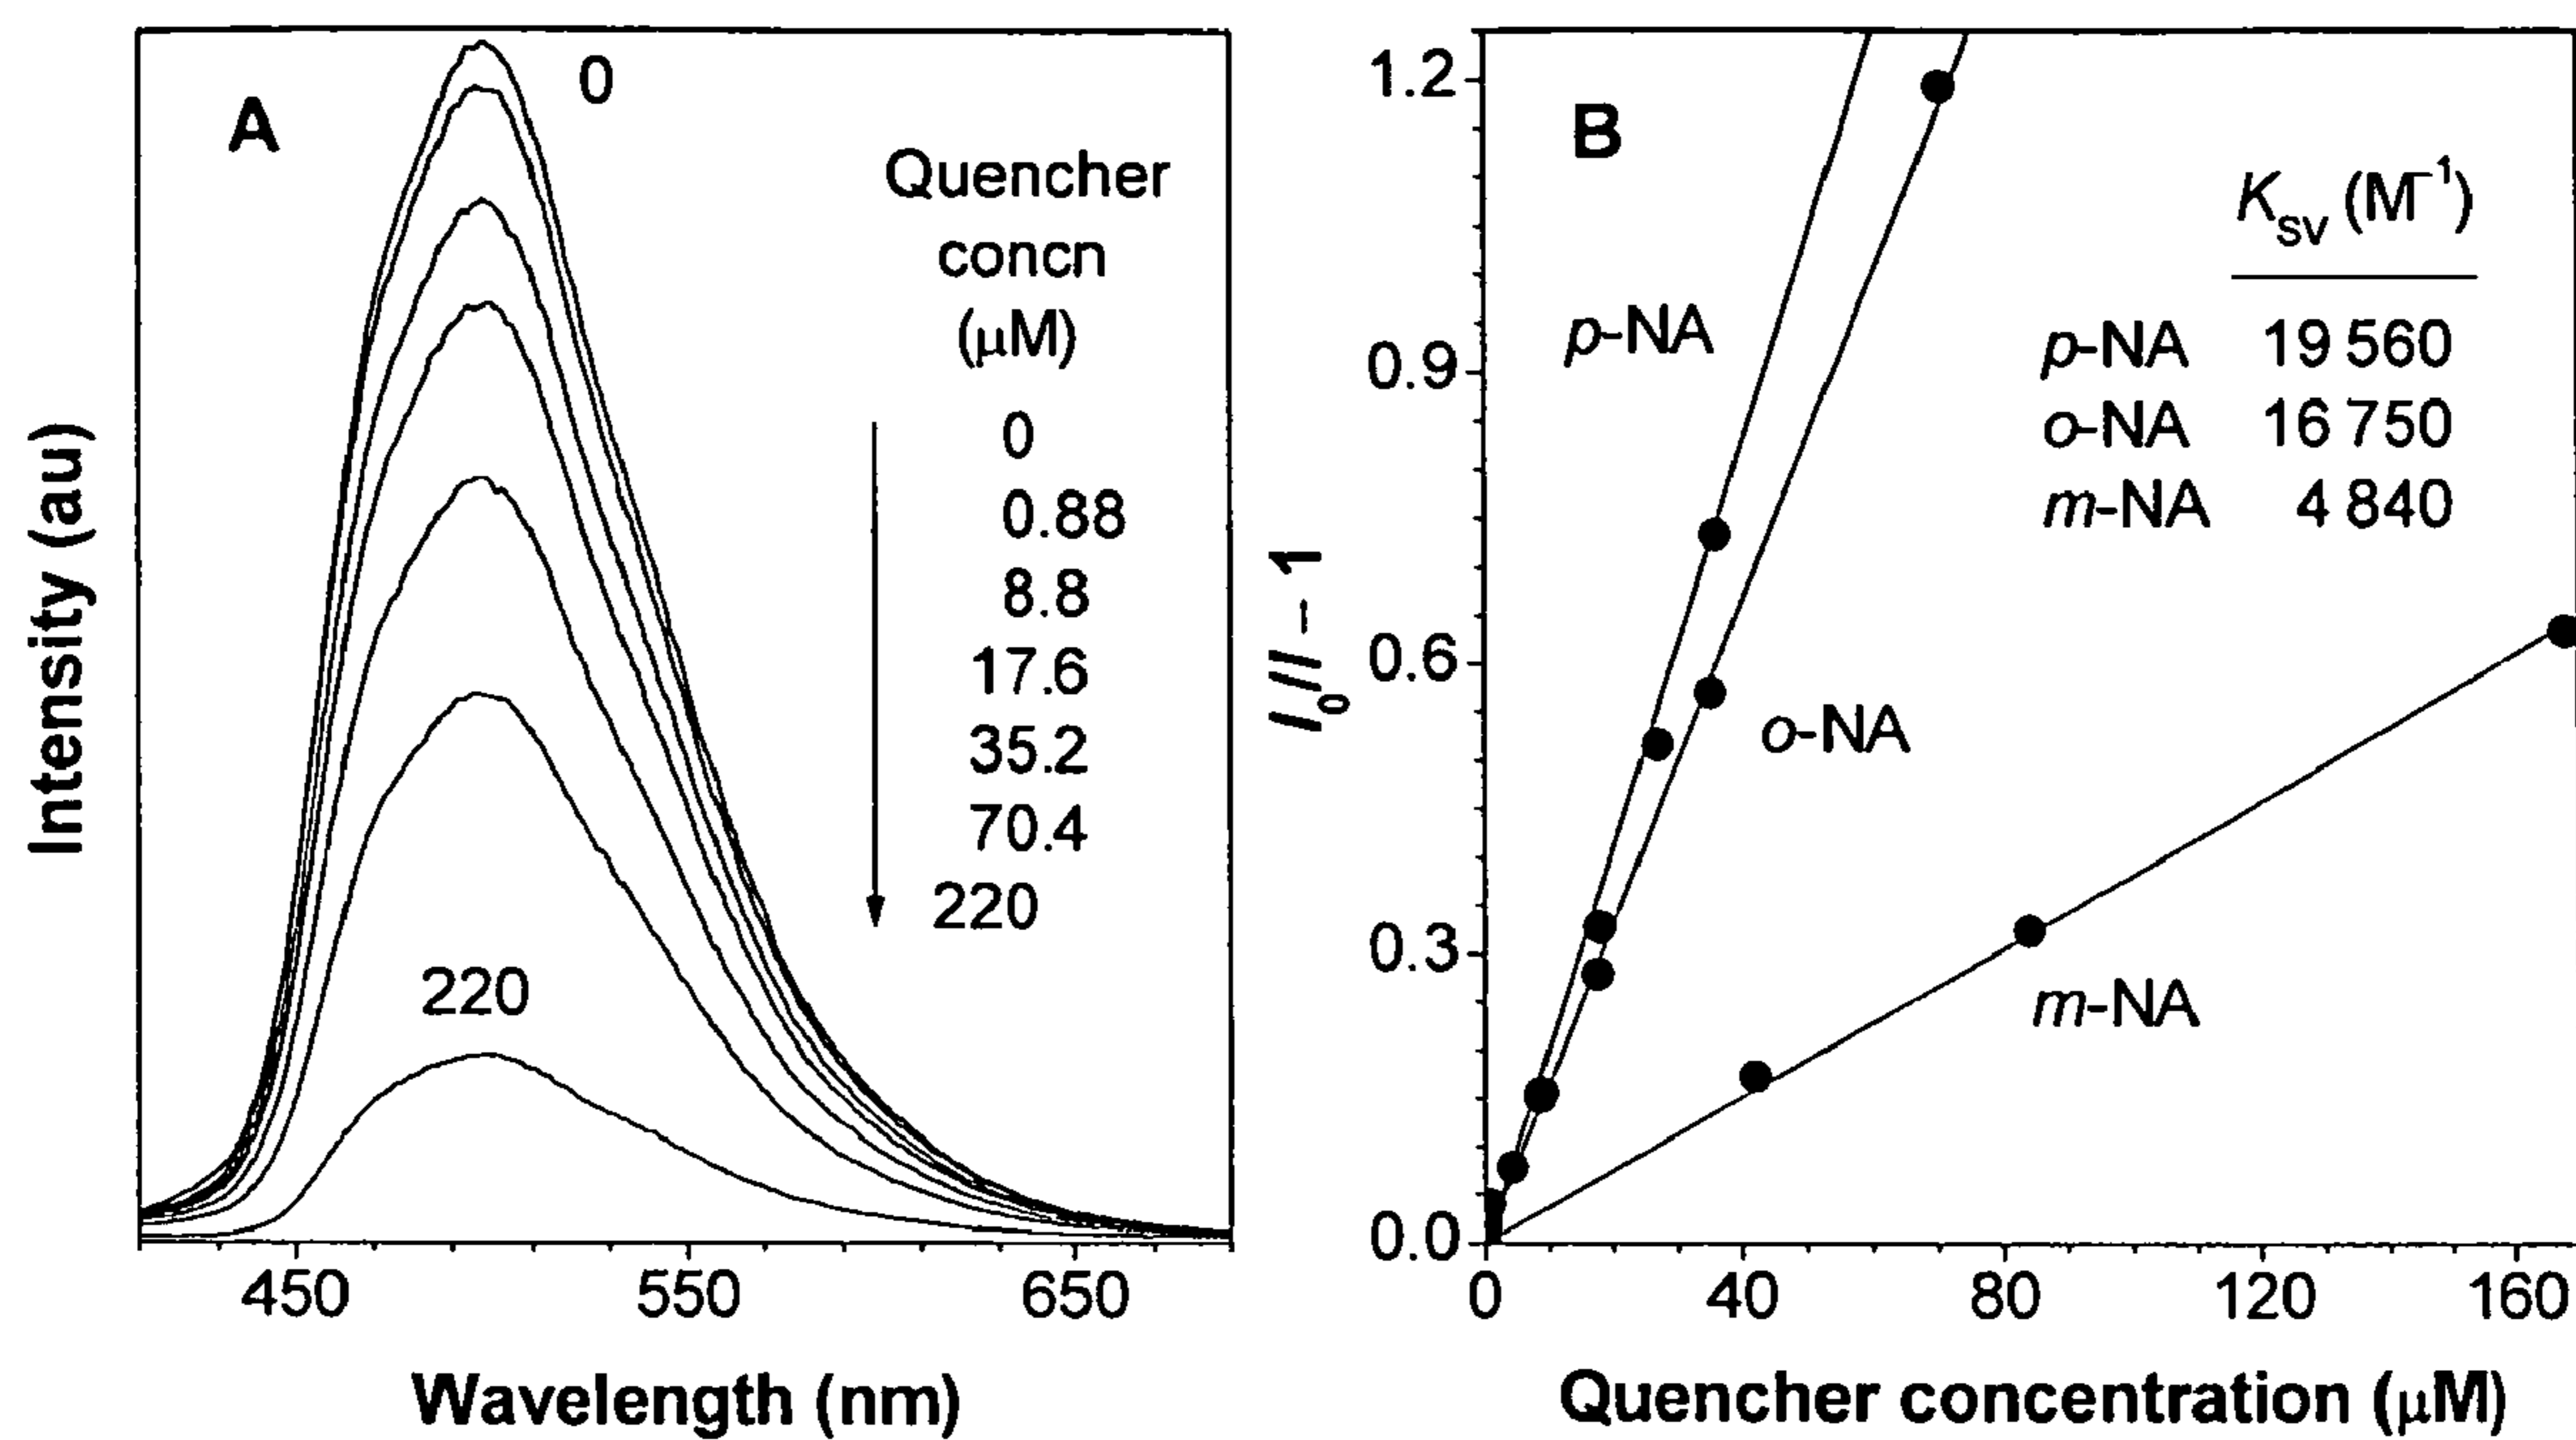 A
0
Quencher
concn
(μM)
0
0.88
8.8
17.6
35.2
70.4
220
220
Intensity (au)
450 550 650
Wavelength (nm)
B
1.2
0.9
0.6
0.3
0.0
I₀/I – 1
p-NA
o-NA
m-NA
K_SV (M⁻¹)
p-NA 19 560
o-NA 16 750
m-NA 4 840
0 40 80 120 160
Quencher concentration (μM)